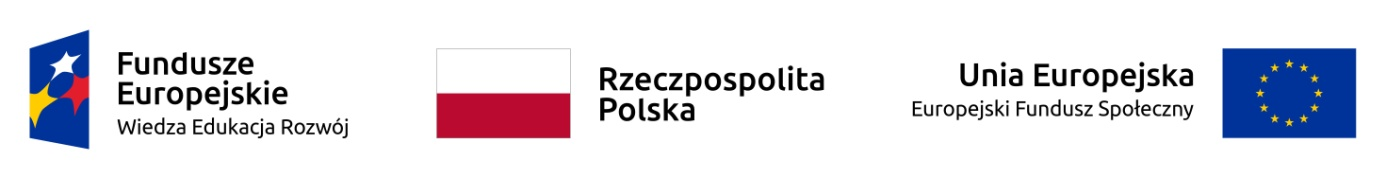 Fundusze
Europejskie
Wiedza Edukacja Rozwój
Rzeczpospolita
Polska
Unia Europejska
Europejski Fundusz Społeczny